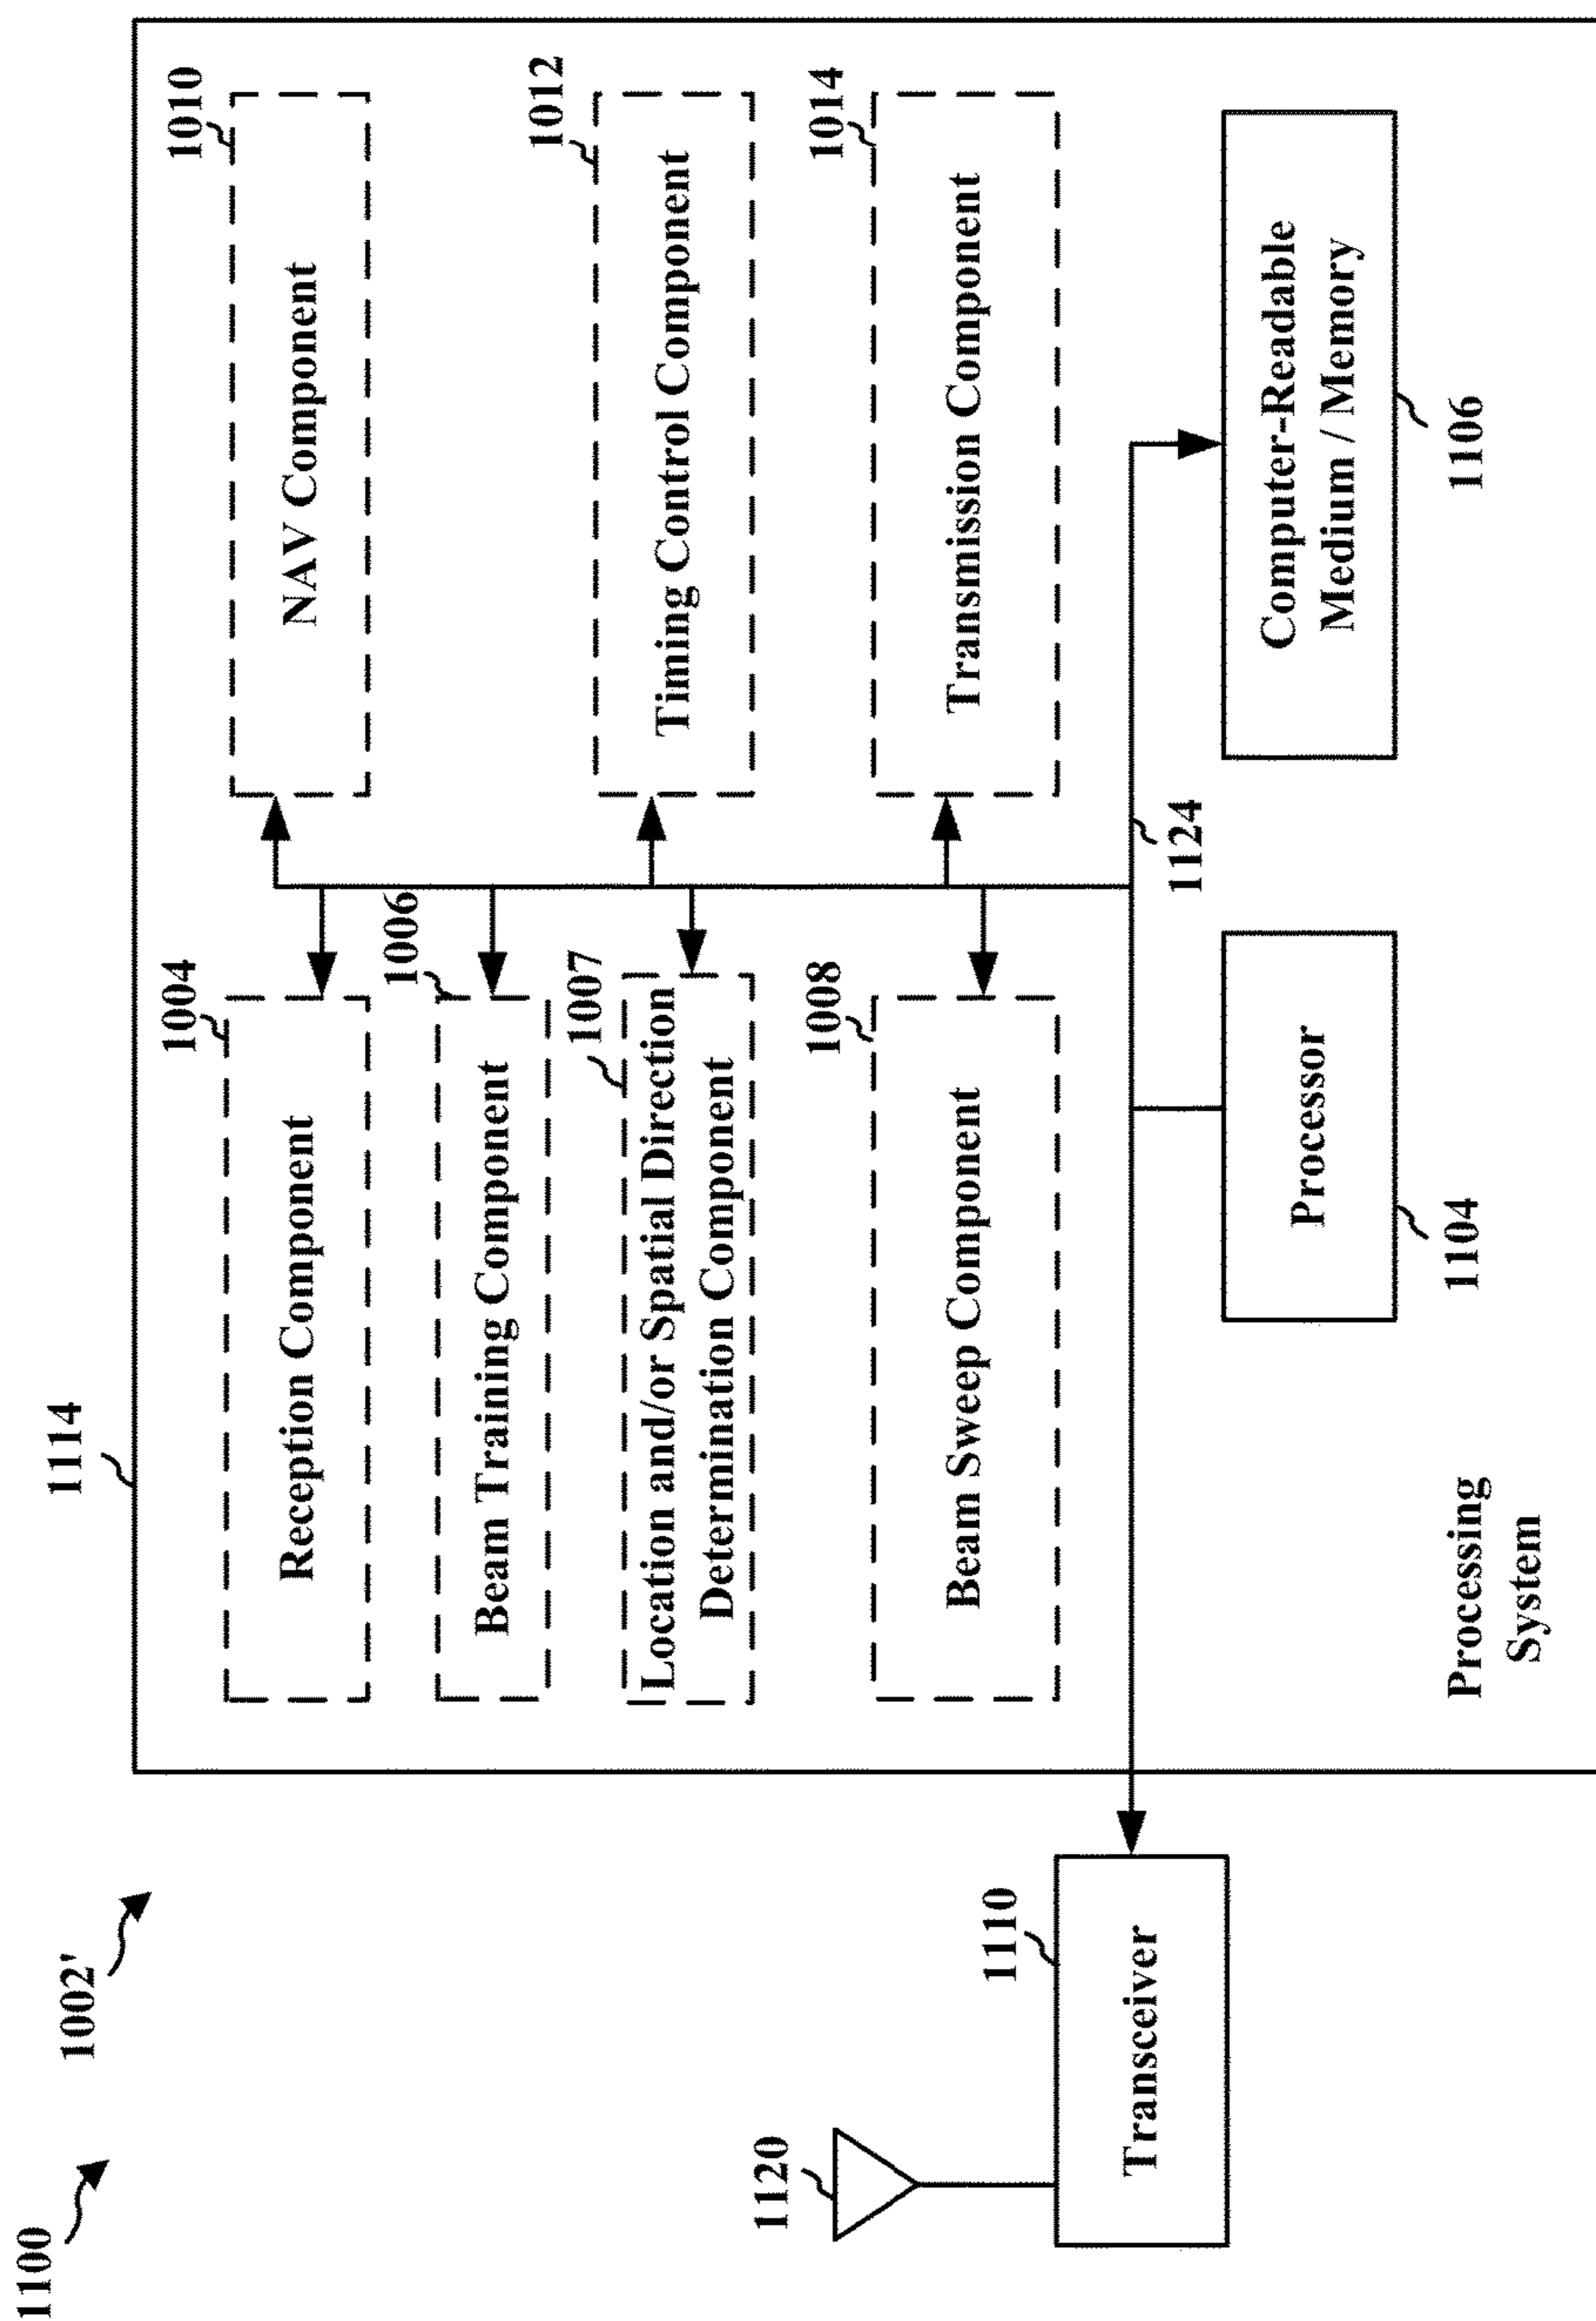 1100
1002'
1114
1004
Reception Component
1010
NAV Component
1006
Beam Training Component
1007
Location and/or Spatial Direction
Determination Component
1012
Timing Control Component
1008
Beam Sweep Component
1014
Transmission Component
1120
1110
Transceiver
1124
Processor
1104
Computer-Readable
Medium / Memory
1106
Processing
System